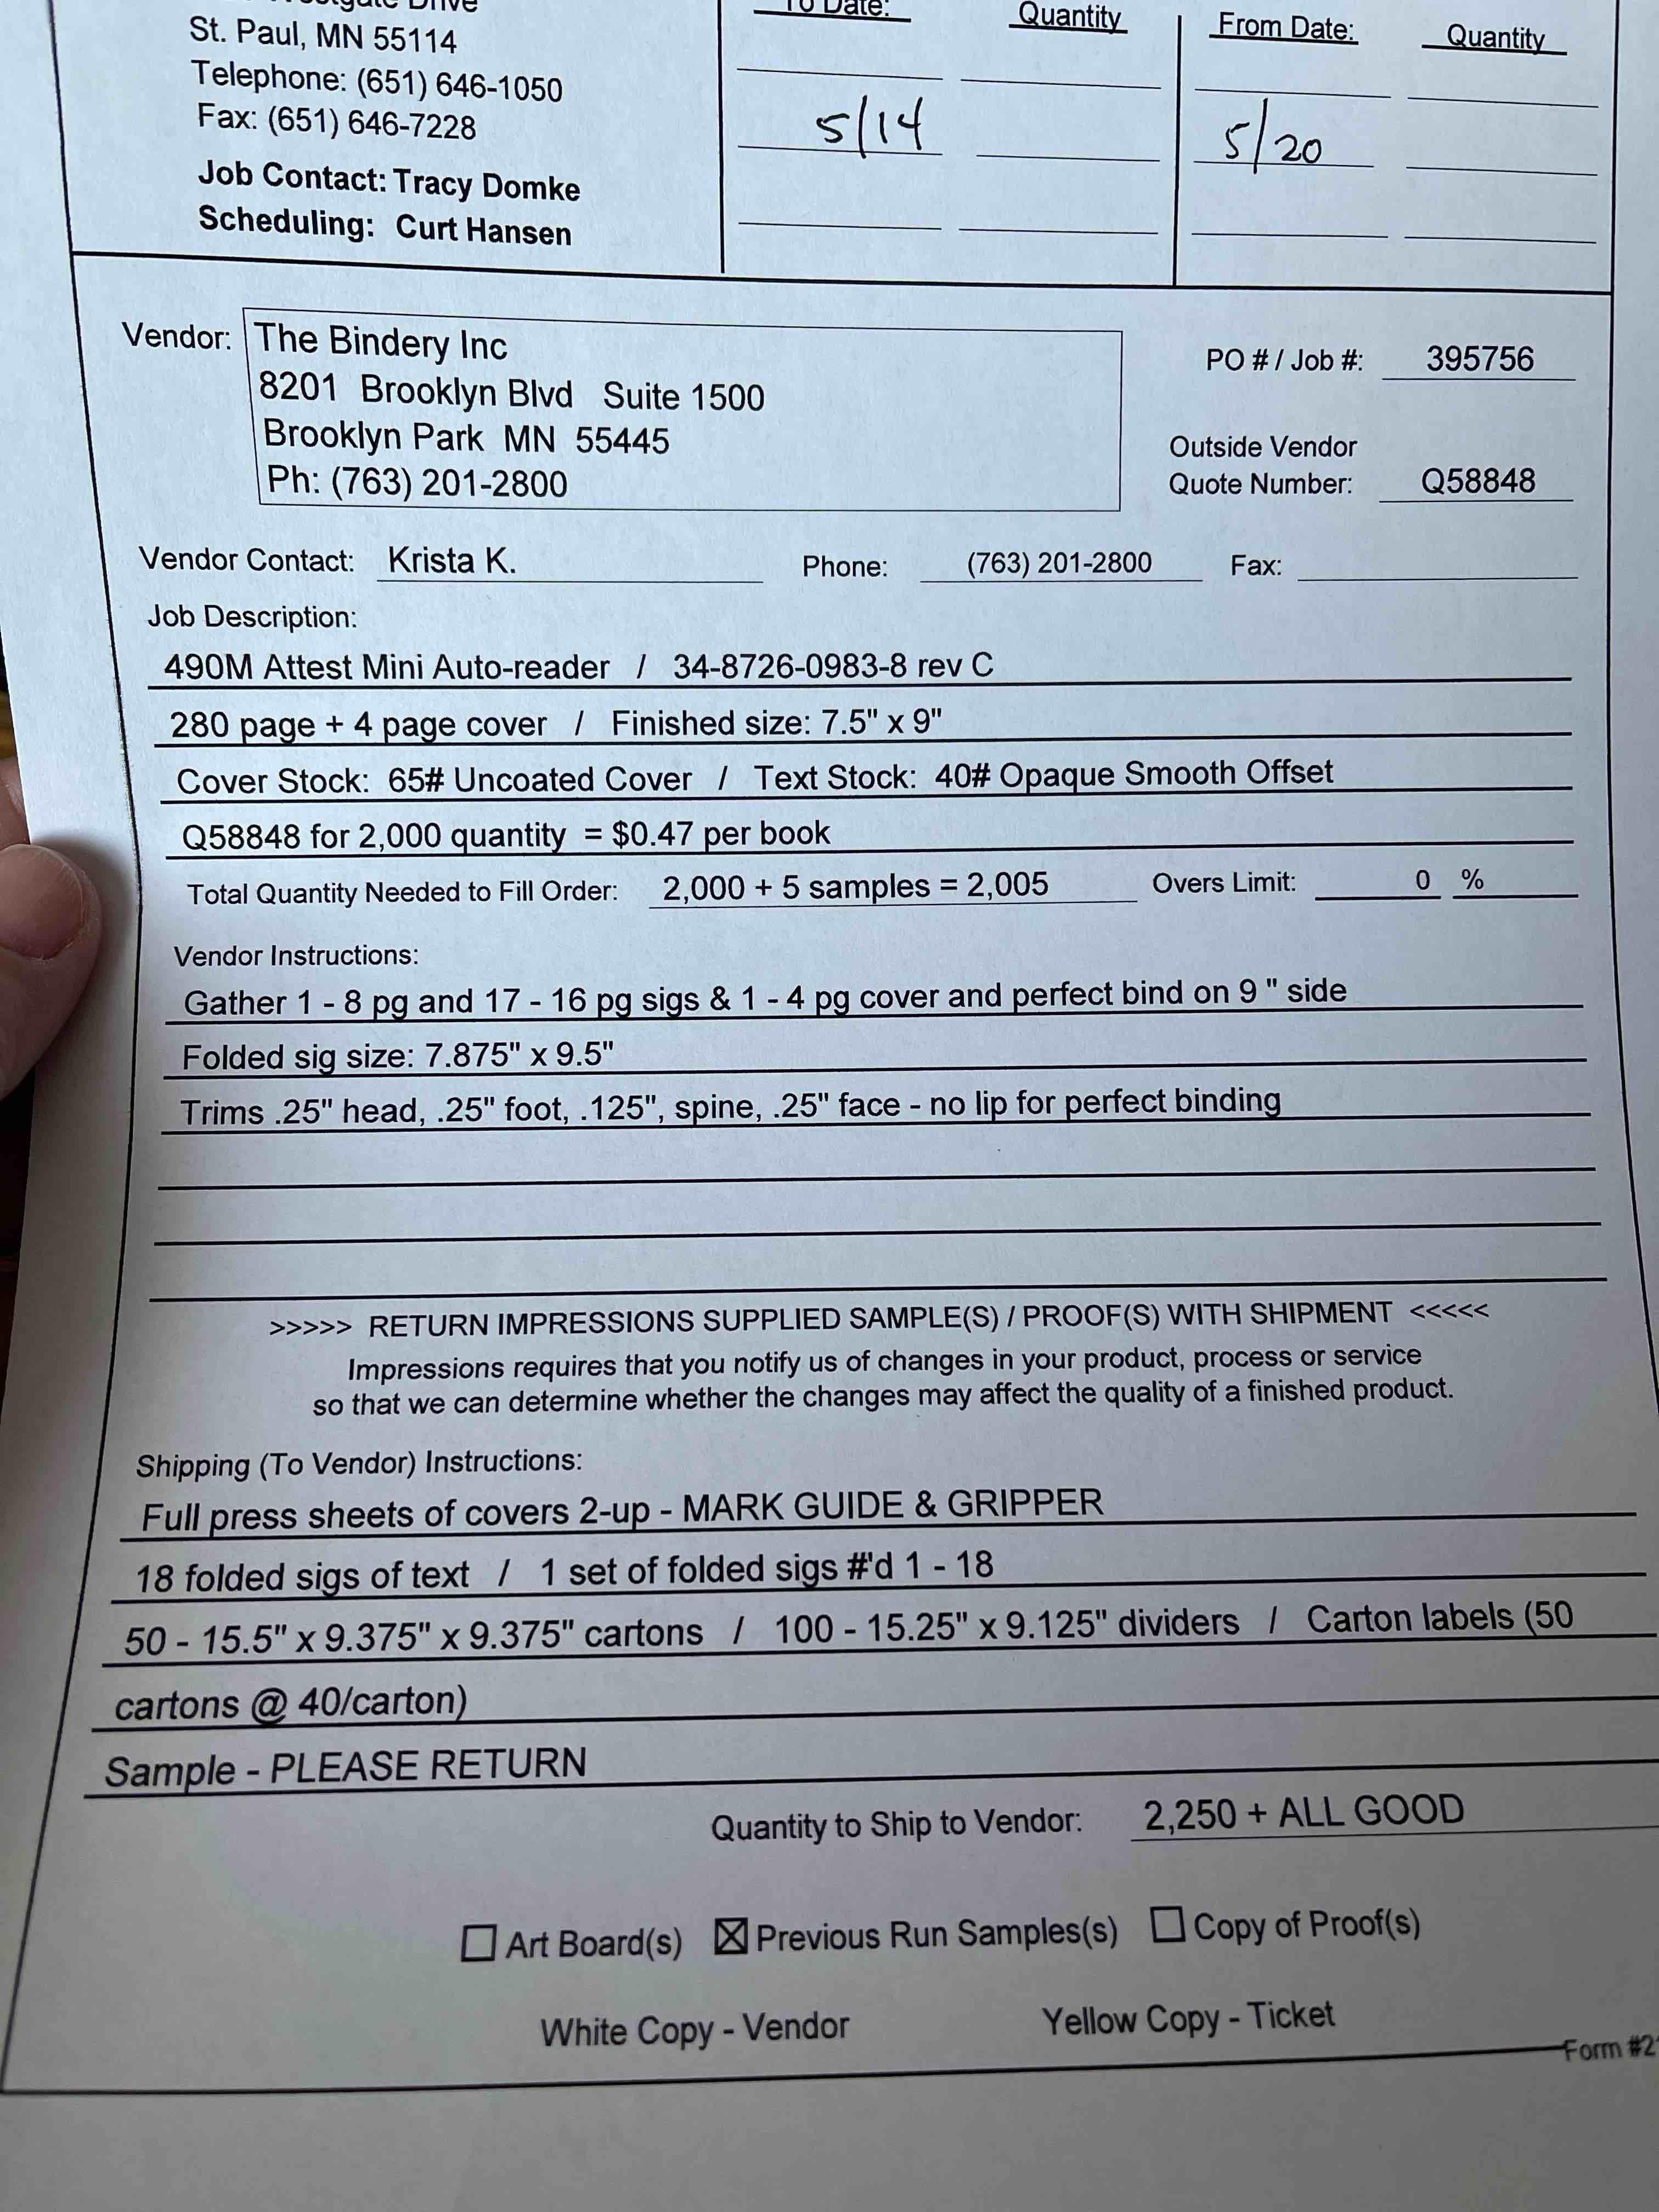 Drive
St. Paul, MN 55114
Telephone: (651) 646-1050
Fax: (651) 646-7228
Job Contact: Tracy Domke
Scheduling: Curt Hansen
To Date: Quantity From Date: Quantity
5/14 5/20
Vendor: The Bindery Inc
8201 Brooklyn Blvd Suite 1500
Brooklyn Park MN 55445
Ph: (763) 201-2800
PO # / Job #: 395756
Outside Vendor
Quote Number: Q58848
Vendor Contact: Krista K. Phone: (763) 201-2800 Fax:
Job Description:
490M Attest Mini Auto-reader / 34-8726-0983-8 rev C
280 page + 4 page cover / Finished size: 7.5" x 9"
Cover Stock: 65# Uncoated Cover / Text Stock: 40# Opaque Smooth Offset
Q58848 for 2,000 quantity = $0.47 per book
Total Quantity Needed to Fill Order: 2,000 + 5 samples = 2,005 Overs Limit: 0 %
Vendor Instructions:
Gather 1 - 8 pg and 17 - 16 pg sigs & 1 - 4 pg cover and perfect bind on 9 " side
Folded sig size: 7.875" x 9.5"
Trims .25" head, .25" foot, .125", spine, .25" face - no lip for perfect binding
>>>>> RETURN IMPRESSIONS SUPPLIED SAMPLE(S) / PROOF(S) WITH SHIPMENT <<<<<
Impressions requires that you notify us of changes in your product, process or service
so that we can determine whether the changes may affect the quality of a finished product.
Shipping (To Vendor) Instructions:
Full press sheets of covers 2-up - MARK GUIDE & GRIPPER
18 folded sigs of text / 1 set of folded sigs #'d 1 - 18
50 - 15.5" x 9.375" x 9.375" cartons / 100 - 15.25" x 9.125" dividers / Carton labels (50
cartons @ 40/carton)
Sample - PLEASE RETURN
Quantity to Ship to Vendor: 2,250 + ALL GOOD
Art Board(s) Previous Run Samples(s) Copy of Proof(s)
White Copy - Vendor Yellow Copy - Ticket
Form